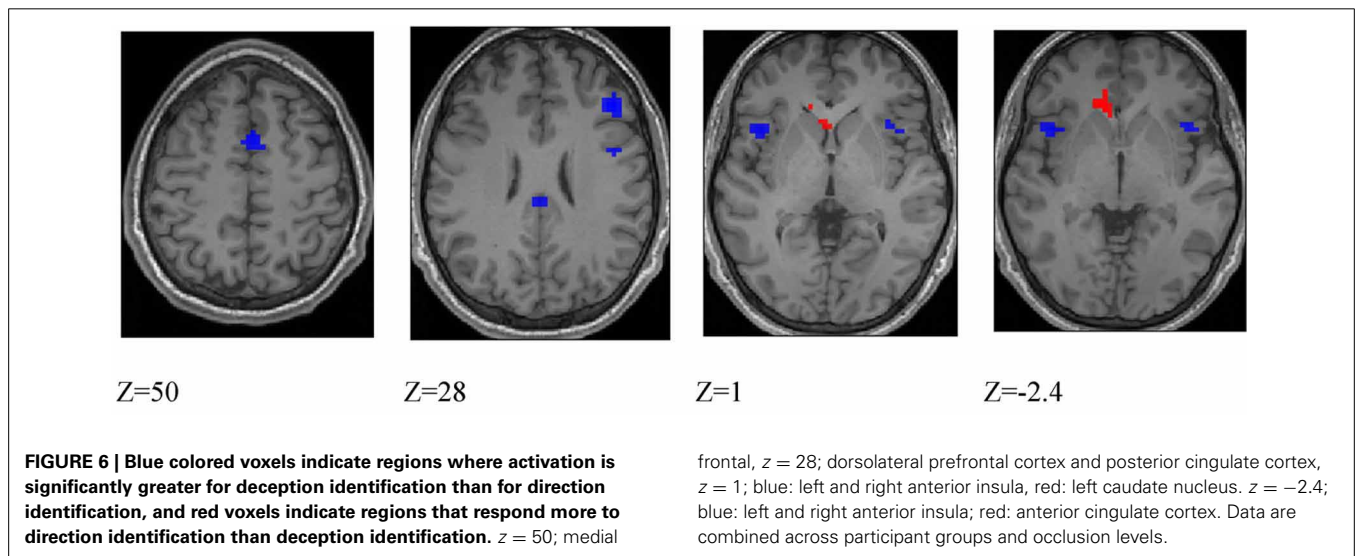 Z=50
Z=28
Z=1
Z=-2.4
FIGURE 6 | Blue colored voxels indicate regions where activation is
significantly greater for deception identification than for direction
identification, and red voxels indicate regions that respond more to
direction identification than deception identification. z = 50; medial
frontal, z = 28; dorsolateral prefrontal cortex and posterior cingulate cortex,
z = 1; blue: left and right anterior insula, red: left caudate nucleus. z = −2.4;
blue: left and right anterior insula; red: anterior cingulate cortex. Data are
combined across participant groups and occlusion levels.